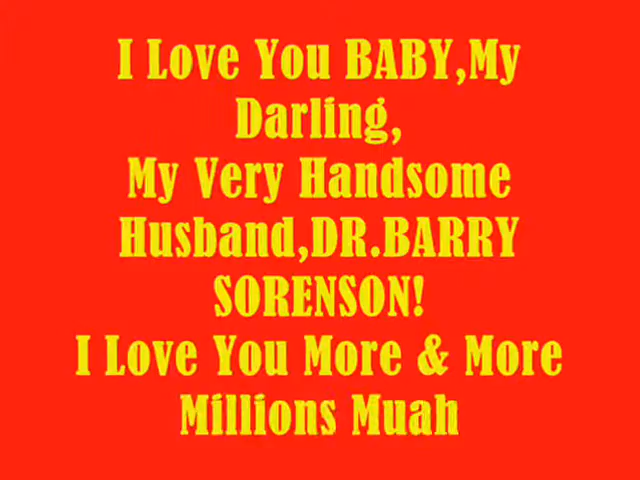 I Love You BABY,My
Darling,
My Very Handsome
Husband,DR.BARRY
SORENSON!
I Love You More & More
Millions Muah